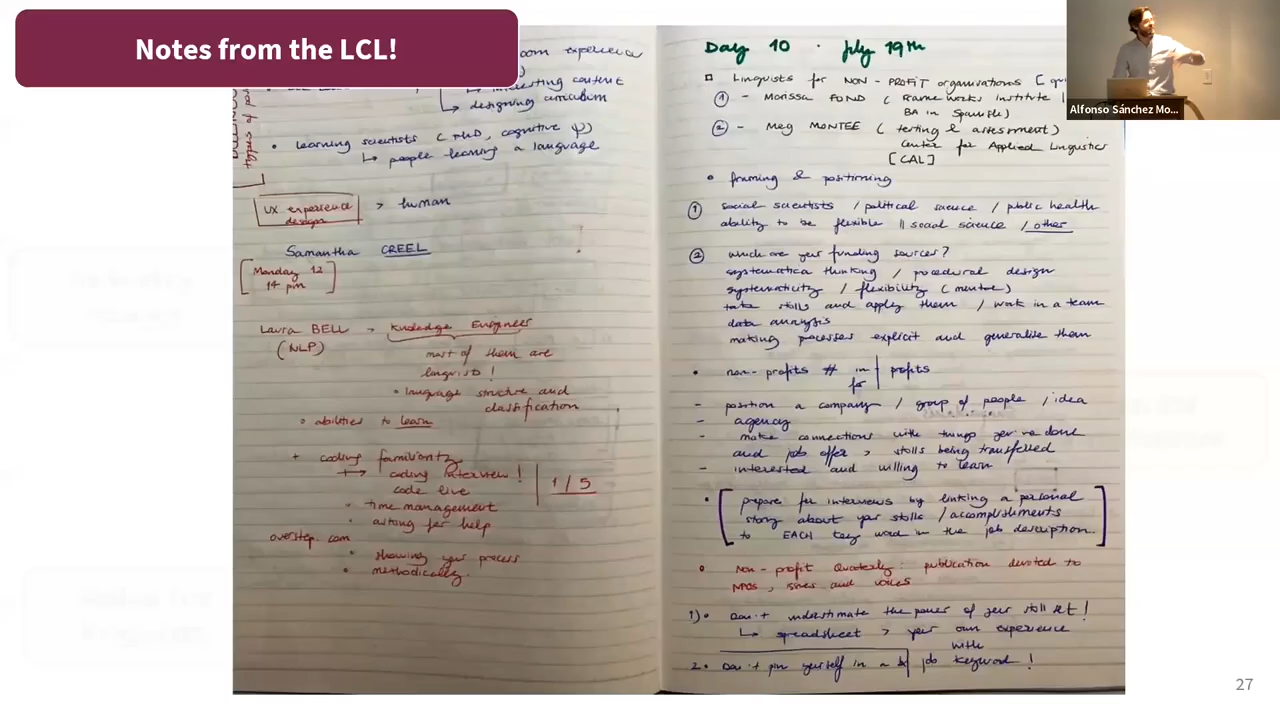 Notes from the LCL!
designing curriculum
• learning scientists ( PhD, cognitive ψ)
↳ people learning a language
UX experience design > human
Samantha CREEL
[Monday 12
14 pm]
Laura BELL → Knowledge Engineer
(NLP)
most of them are
linguists!
• language structure and
classification
• abilities to learn
+ coding familiarity
↳ coding interview!
code live
1/5
• time management
• asking for help
• showing your process
• methodically.
Day 10 · July 19th
□ Linguists for NON-PROFIT organisations [
① - Marissa FOND ( Frameworks institute
BA in Spanish)
② - Meg MONTEE ( testing & assessment)
Center for Applied Linguistics
[CAL]
• framing & positioning
① social scientists / political science / public health
ability to be flexible || social science / other
② which are your funding sources?
thinking / procedural design
systematicity / flexibility (mentee)
take skills and apply them / work in a team
data analysis
making processes explicit and generalise them
• non-profits # in | profits
for
- position a company / group of people / idea
- agency
- make connections with things you've done
and job offer > skills being transferred
- interested and willing to learn
• [prepare for interviews by linking a personal
story about your skills / accomplishments
to EACH key word in the job description.]
• Non-profit Quaterly: publication devoted to
NPOs, and voices
1) • Don't underestimate the power of your skill set!
↳ spreadsheet > your own experience
with
2. Don't pin yourself in a job keyword!
Alfonso Sánchez Mo...
27